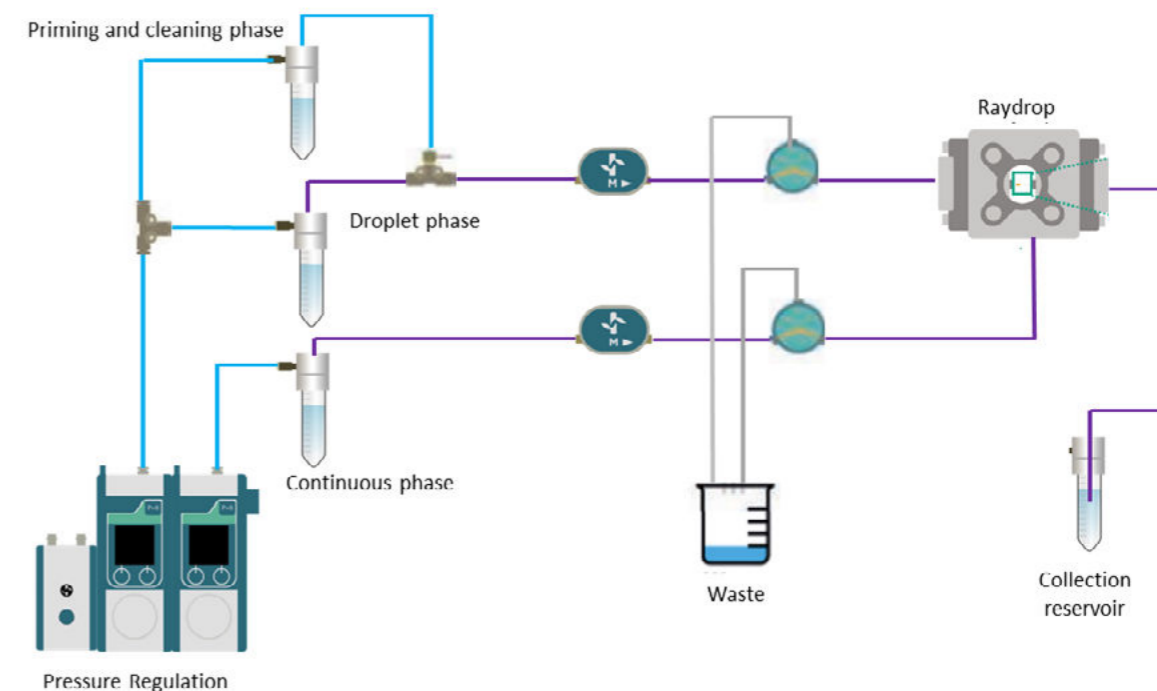 Priming and cleaning phase
Raydrop
Droplet phase
M
M
Continuous phase
Waste
Collection
reservoir
Pressure Regulation